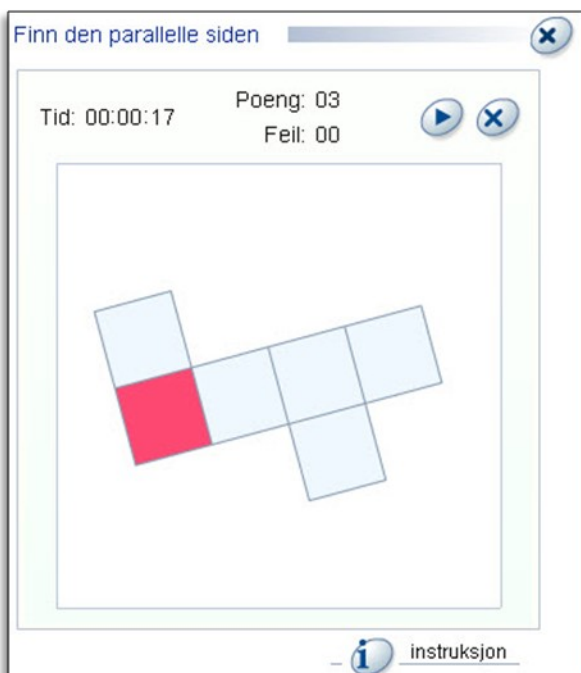 Finn den parallelle siden
Tid: 00:00:17
Poeng: 03
Feil: 00
instruksjon